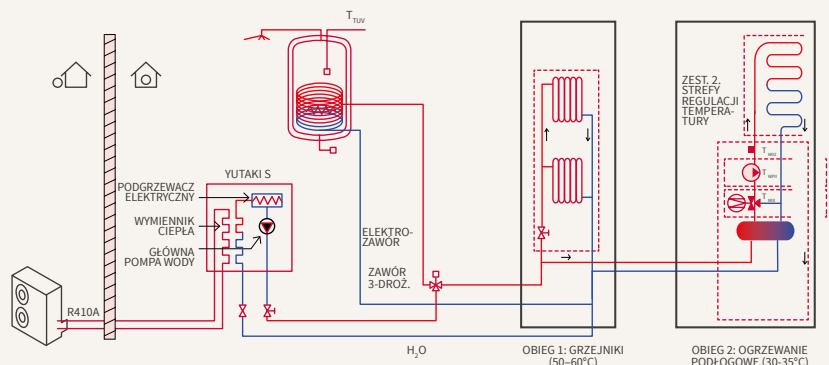 T TUV
ZEST. 2.
STREFY
REGULACJI
TEMPERA-
TURY
YUTAKI S
PODGRZEWACZ
ELEKTRYCZNY
WYMIENNIK
CIEPŁA
GŁÓWNA
POMPA WODY
ELEKTRO-
ZAWÓR
ZAWÓR
3-DROŻ.
R410A
H₂O
OBIEG 1: GRZEJNIKI
(50–60°C)
OBIEG 2: OGRZEWANIE
PODŁOGOWE (30-35°C)